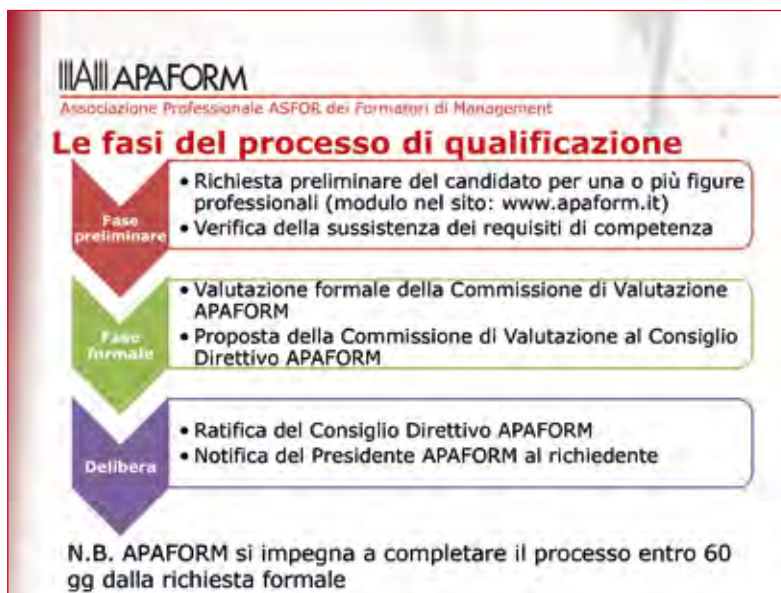 APAFORM
Associazione Professionale ASFOR dei Formatori di Management
Le fasi del processo di qualificazione
Fase
preliminare
• Richiesta preliminare del candidato per una o più figure
professionali (modulo nel sito: www.apaform.it)
• Verifica della sussistenza dei requisiti di competenza
Fase
formale
• Valutazione formale della Commissione di Valutazione
APAFORM
• Proposta della Commissione di Valutazione al Consiglio
Direttivo APAFORM
Delibera
• Ratifica del Consiglio Direttivo APAFORM
• Notifica del Presidente APAFORM al richiedente
N.B. APAFORM si impegna a completare il processo entro 60
gg dalla richiesta formale